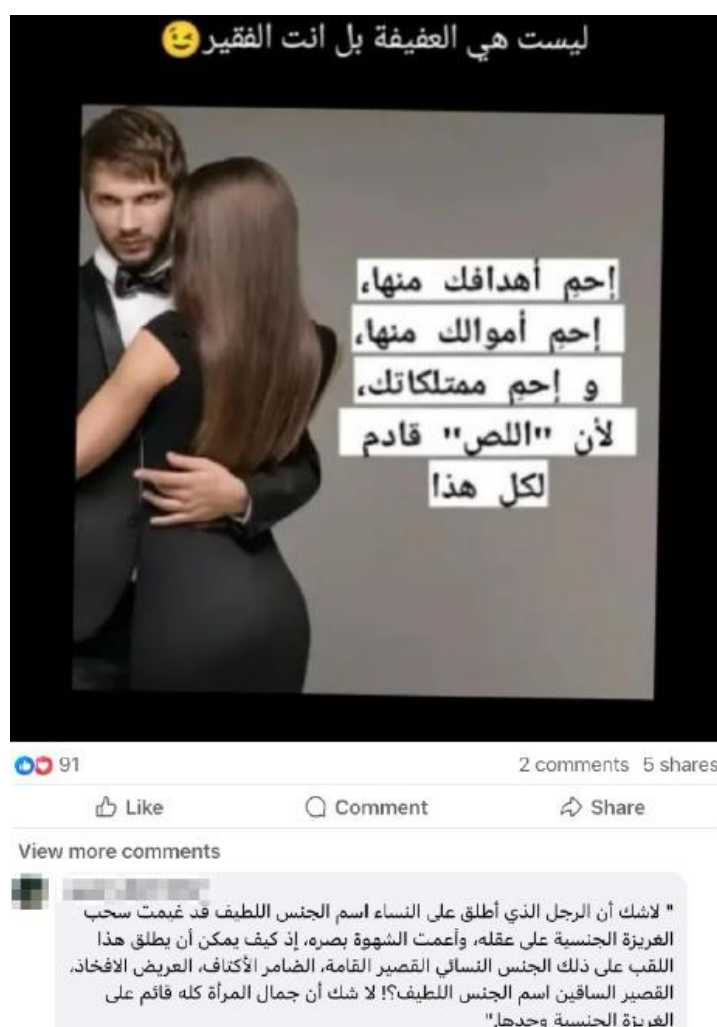 ليست هي العفيفة بل انت الفقير😉
إحمِ أهدافك منها،
إحمِ أموالك منها،
و إحمِ ممتلكاتك،
لأن "اللص" قادم
لكل هذا
91
2 comments 5 shares
Like Comment Share
View more comments
" لاشك أن الرجل الذي أطلق على النساء اسم الجنس اللطيف قد غيمت سحب
الغريزة الجنسية على عقله، وأعمت الشهوة بصره، إذ كيف يمكن أن يطلق هذا
اللقب على ذلك الجنس النسائي القصير القامة، الضامر الأكتاف، العريض الافخاذ،
القصير الساقين اسم الجنس اللطيف؟! لا شك أن جمال المرأة كله قائم على
الغريزة الجنسية وحدها."